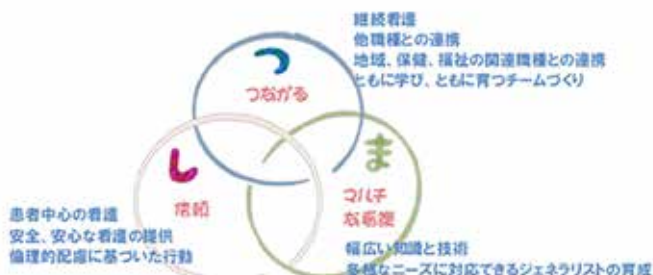 継続看護
他職種との連携
地域、保健、福祉の関連職種との連携
ともに学び、ともに育つチームづくり
つ
つながる
ま
マルチ
な看護
し
信頼
患者中心の看護
安全、安心な看護の提供
倫理的配慮に基づいた行動
幅広い知識と技術
多様なニーズに対応できるジェネラリストの育成